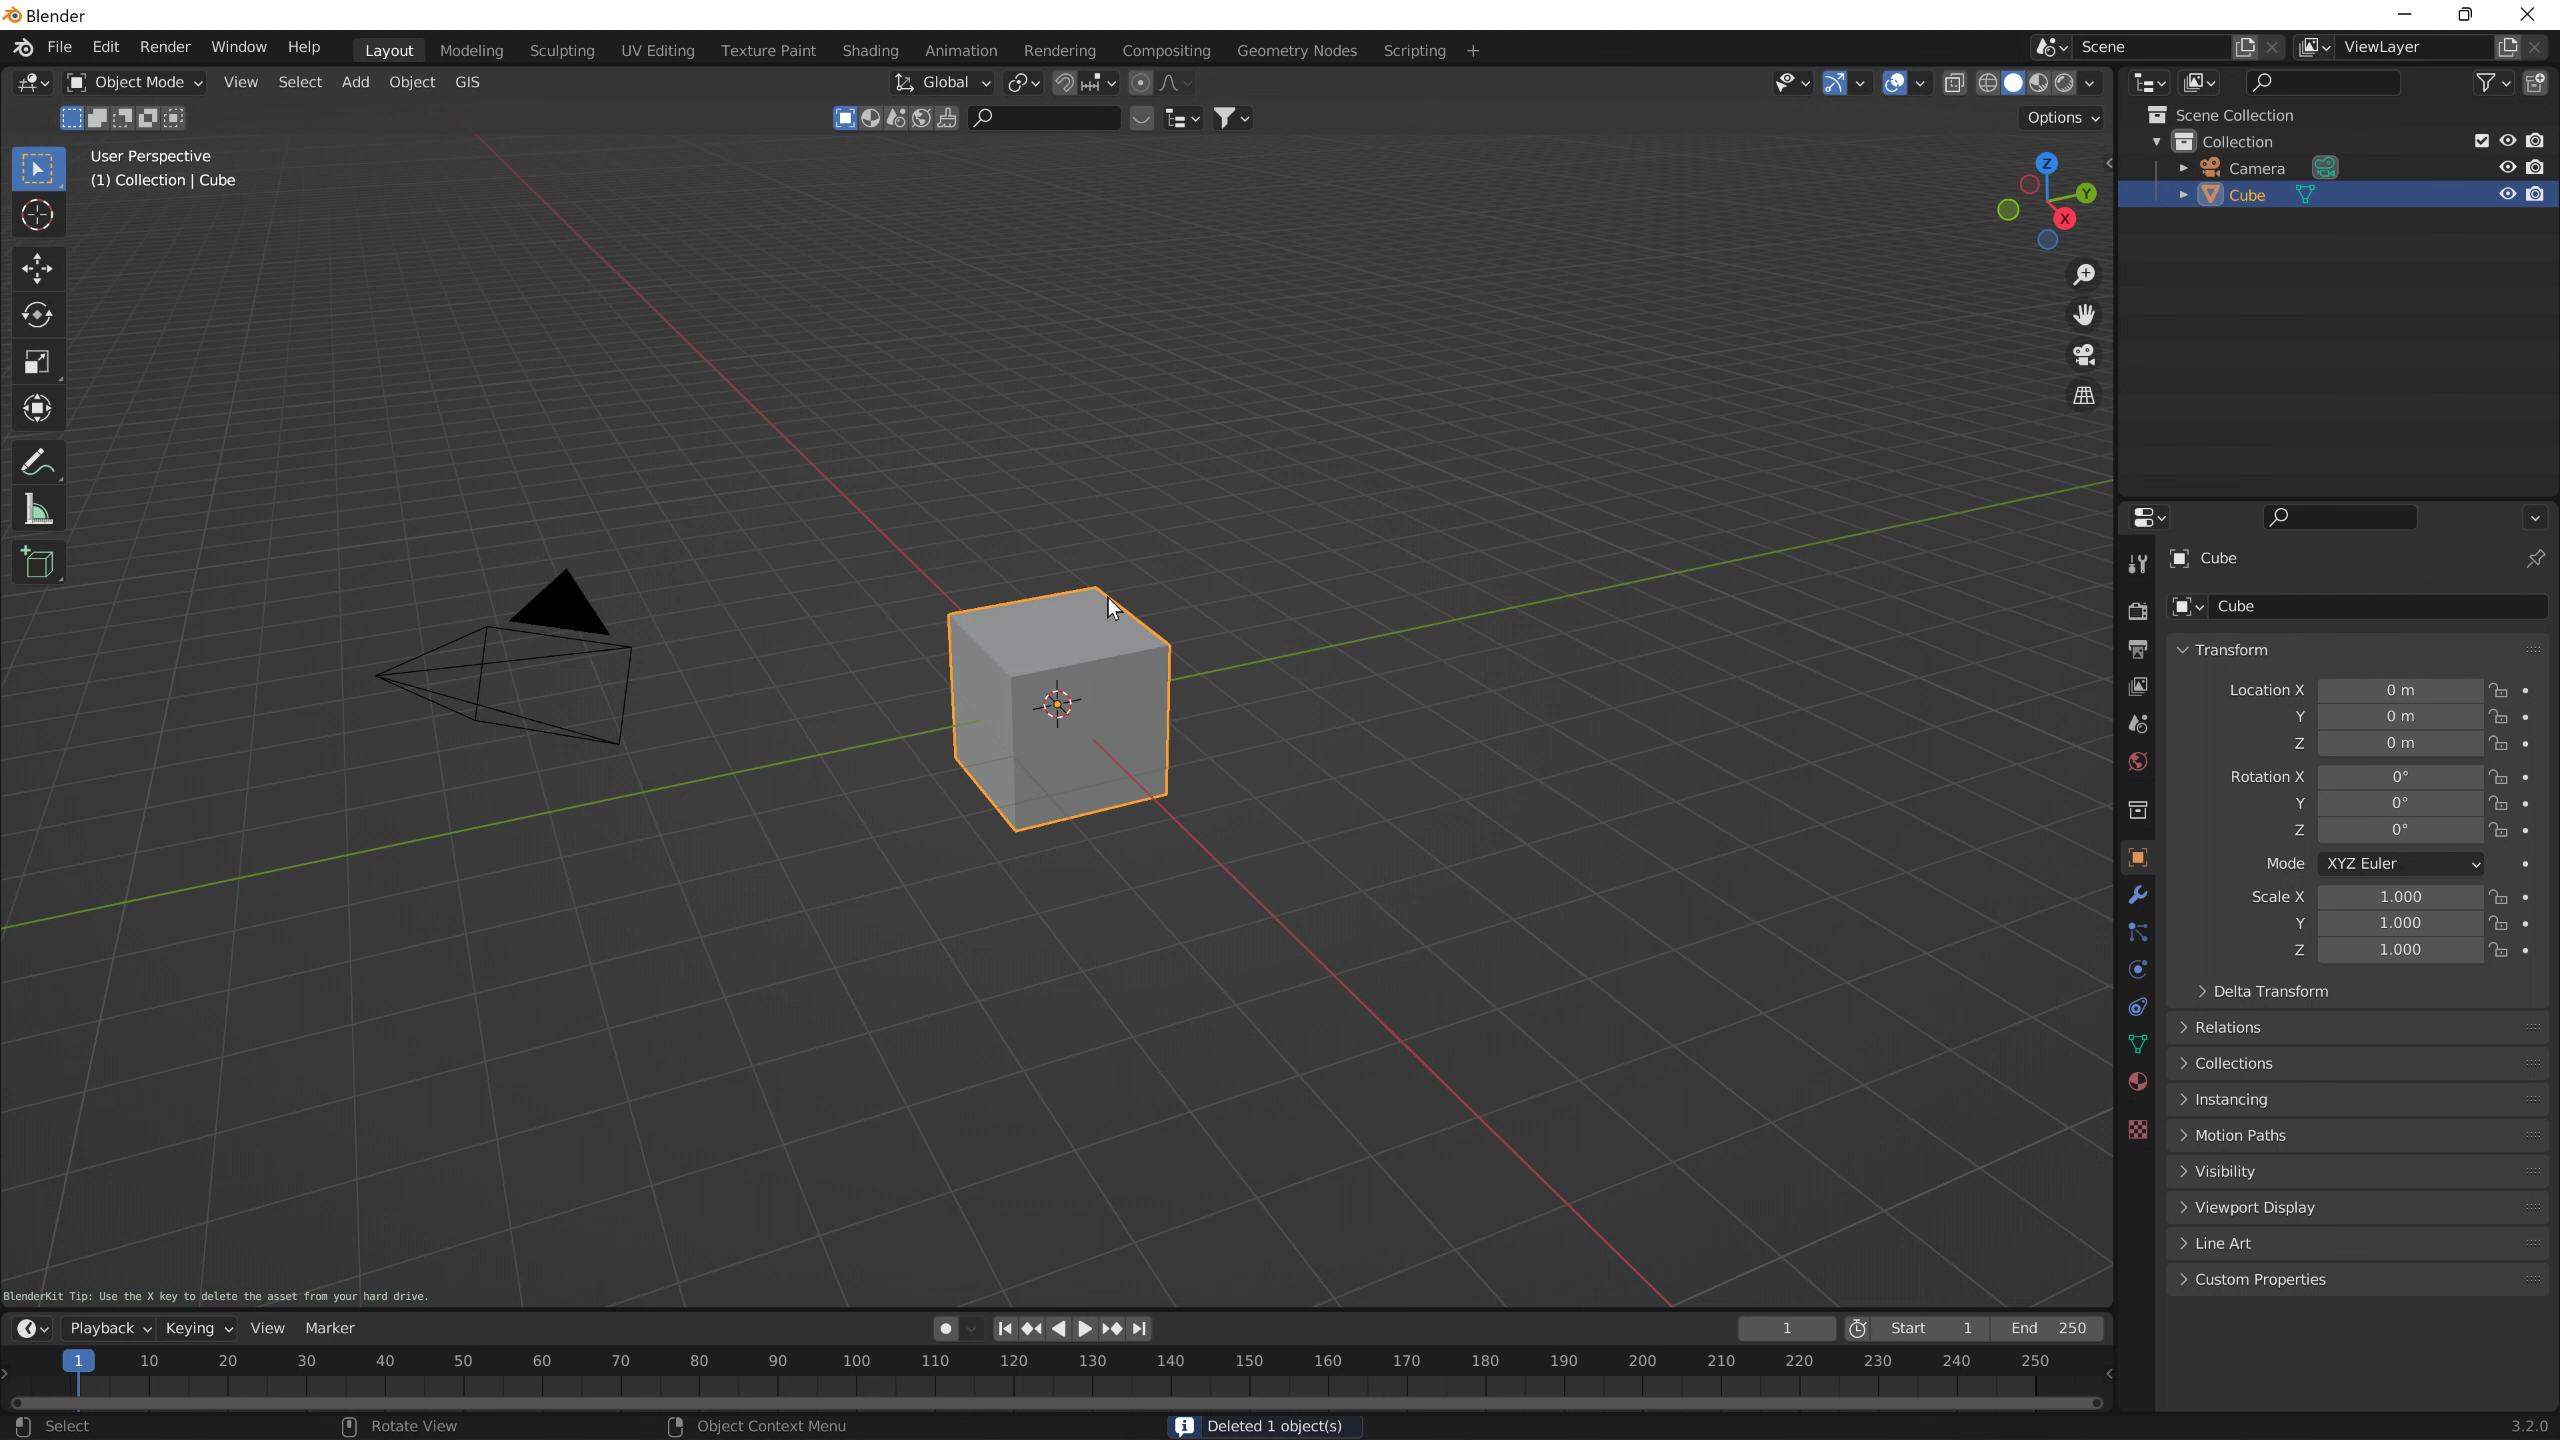 Blender
File Edit Render Window Help Layout Modeling Sculpting UV Editing Texture Paint Shading Animation Rendering Compositing Geometry Nodes Scripting + Scene ViewLayer
Object Mode View Select Add Object GIS Global
Options
User Perspective
(1) Collection | Cube
Z
Y
X
Scene Collection
Collection
Camera
Cube
Cube
Cube
Transform
Location X 0 m
Y 0 m
Z 0 m
Rotation X 0°
Y 0°
Z 0°
Mode XYZ Euler
Scale X 1.000
Y 1.000
Z 1.000
Delta Transform
Relations
Collections
Instancing
Motion Paths
Visibility
Viewport Display
Line Art
Custom Properties
BlenderKit Tip: Use the X key to delete the asset from your hard drive.
Playback Keying View Marker 1 Start 1 End 250
1 10 20 30 40 50 60 70 80 90 100 110 120 130 140 150 160 170 180 190 200 210 220 230 240 250
Select Rotate View Object Context Menu Deleted 1 object(s) 3.2.0